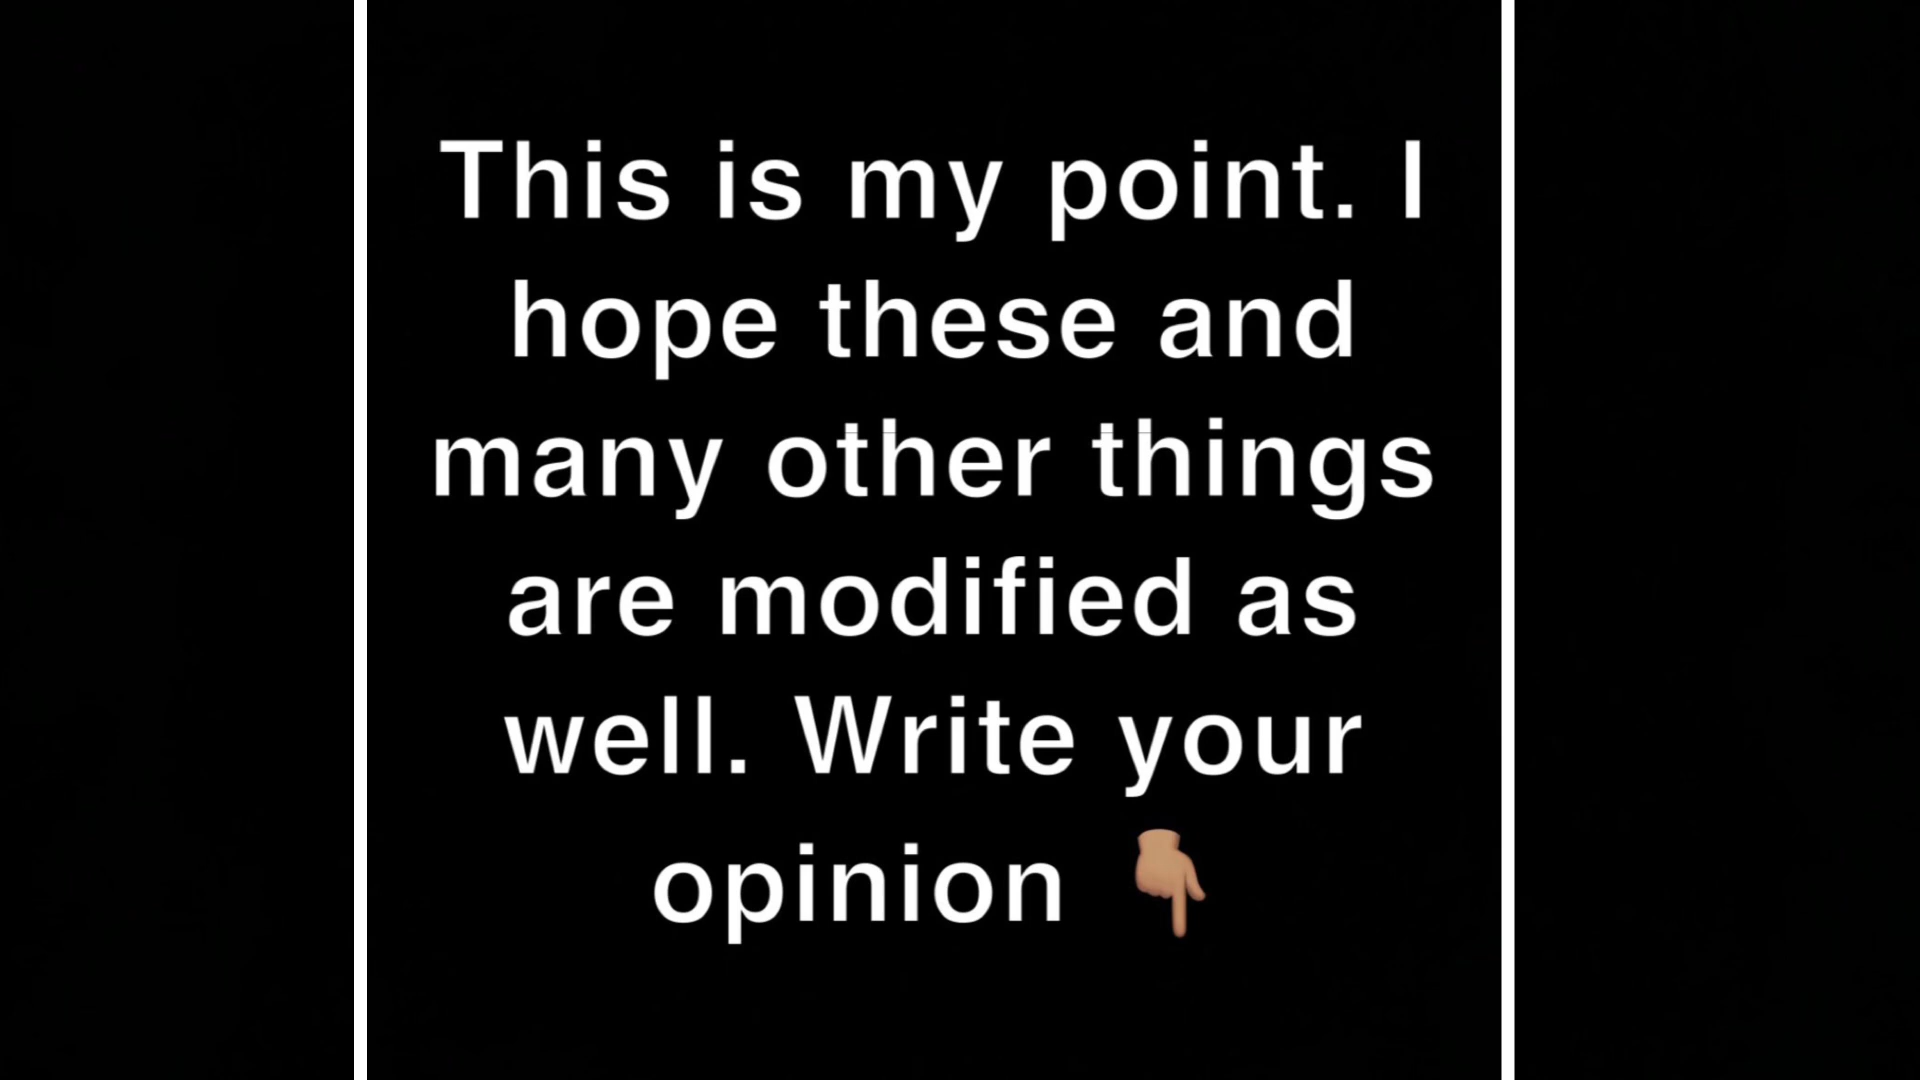 This is my point. I
hope these and
many other things
are modified as
well. Write your
opinion 👇🏽